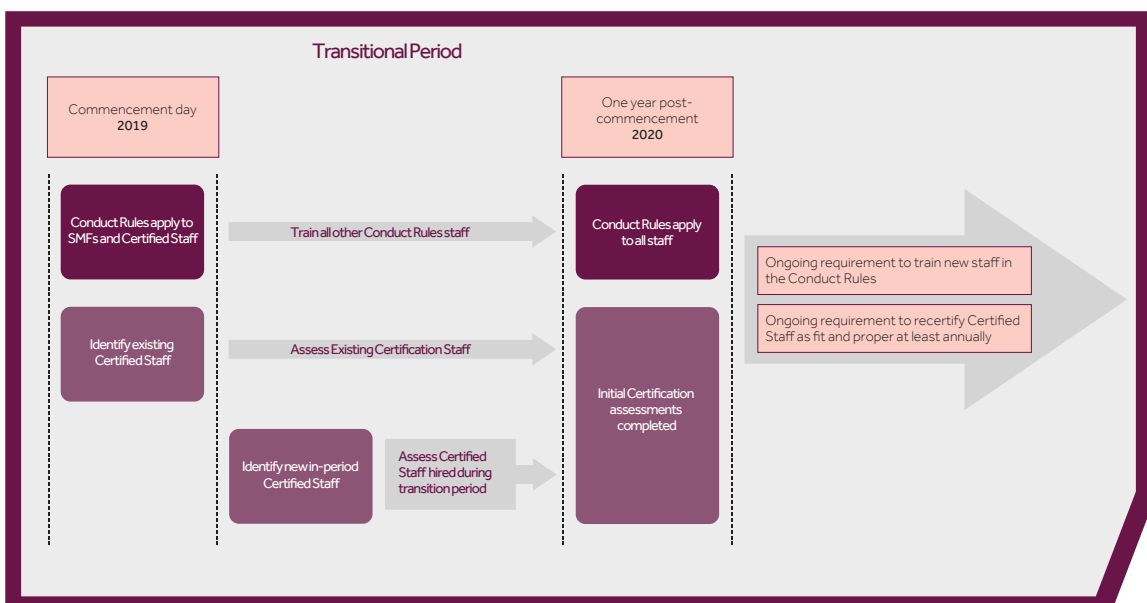 Transitional Period
Commencement day
2019
One year post-
commencement
2020
Conduct Rules apply to
SMFs and Certified Staff
Train all other Conduct Rules staff
Conduct Rules apply
to all staff
Ongoing requirement to train new staff in
the Conduct Rules
Ongoing requirement to recertify Certified
Staff as fit and proper at least annually
Identify existing
Certified Staff
Assess Existing Certification Staff
Initial Certification
assessments
completed
Identify new in-period
Certified Staff
Assess Certified
Staff hired during
transition period